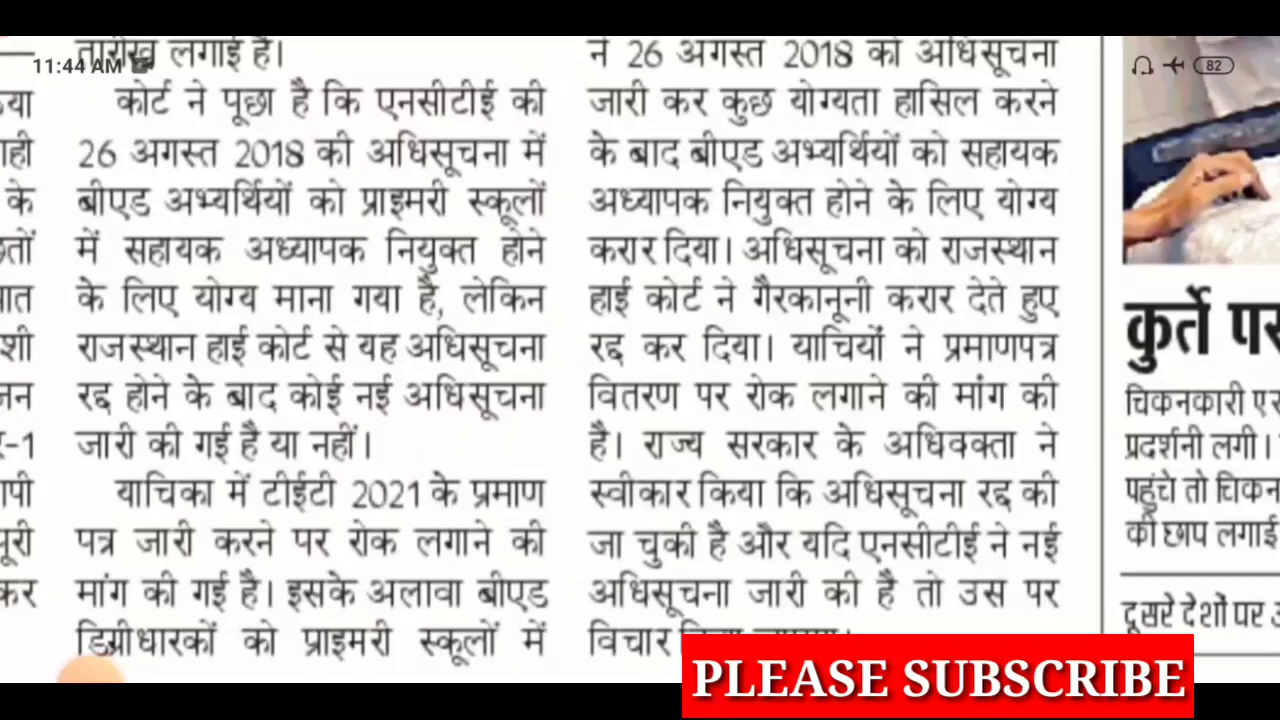 11:44 AM
82
तारीख लगाई है।
कोर्ट ने पूछा है कि एनसीटीई की
26 अगस्त 2018 की अधिसूचना में
बीएड अभ्यर्थियों को प्राइमरी स्कूलों
में सहायक अध्यापक नियुक्त होने
के लिए योग्य माना गया है, लेकिन
राजस्थान हाई कोर्ट से यह अधिसूचना
रद्द होने के बाद कोई नई अधिसूचना
जारी की गई है या नहीं।
याचिका में टीईटी 2021 के प्रमाण
पत्र जारी करने पर रोक लगाने की
मांग की गई है। इसके अलावा बीएड
डिग्रीधारकों को प्राइमरी स्कूलों में
ने 26 अगस्त 2018 को अधिसूचना
जारी कर कुछ योग्यता हासिल करने
के बाद बीएड अभ्यर्थियों को सहायक
अध्यापक नियुक्त होने के लिए योग्य
करार दिया। अधिसूचना को राजस्थान
हाई कोर्ट ने गैरकानूनी करार देते हुए
रद्द कर दिया। याचियों ने प्रमाणपत्र
वितरण पर रोक लगाने की मांग की
है। राज्य सरकार के अधिवक्ता ने
स्वीकार किया कि अधिसूचना रद्द की
जा चुकी है और यदि एनसीटीई ने नई
अधिसूचना जारी की है तो उस पर
विचार
कुर्ते पर
चिकनकारी
प्रदर्शनी लगी।
पहुंचे तो
की छाप लगाई
दूसरे देशों पर
PLEASE SUBSCRIBE